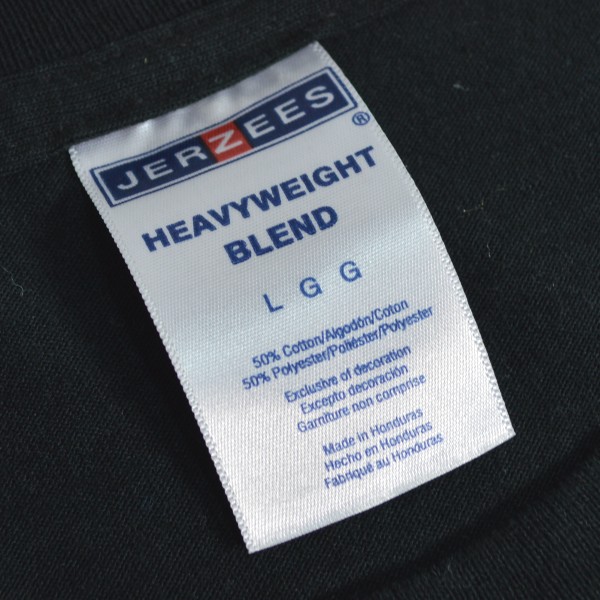 JERZEES®
HEAVYWEIGHT
BLEND
L G G
50% Cotton/Algodón/Coton
50% Polyester/Poliéster/Polyester
Exclusive of decoration
Excepto decoración
Garniture non comprise
Made in Honduras
Hecho en Honduras
Fabriqué au Honduras